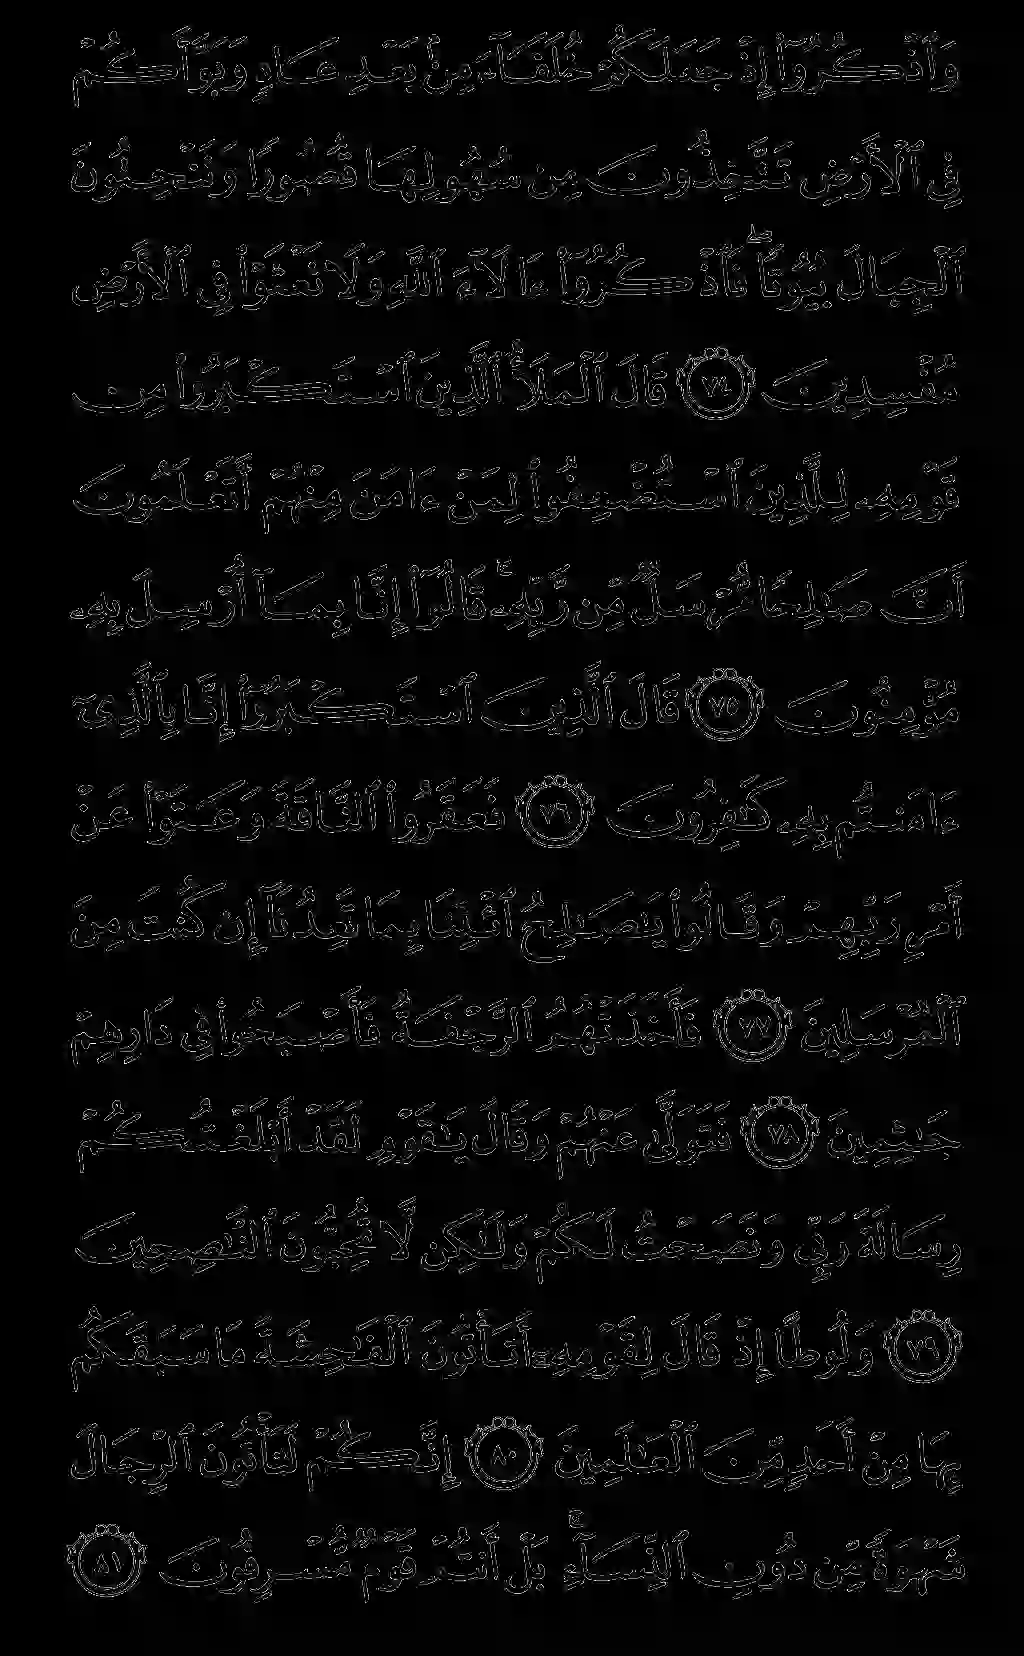 وَٱذۡكُرُوٓاْ إِذۡ جَعَلَكُمۡ خُلَفَآءَ مِنۢ بَعۡدِ عَادٖ وَبَوَّأَكُمۡ
فِي ٱلۡأَرۡضِ تَتَّخِذُونَ مِن سُهُولِهَا قُصُورٗا وَتَنۡحِتُونَ
ٱلۡجِبَالَ بُيُوتٗاۖ فَٱذۡكُرُوٓاْ ءَالَآءَ ٱللَّهِ وَلَا تَعۡثَوۡاْ فِي ٱلۡأَرۡضِ
مُفۡسِدِينَ ٧٤ قَالَ ٱلۡمَلَأُ ٱلَّذِينَ ٱسۡتَكۡبَرُواْ مِن
قَوۡمِهِۦ لِلَّذِينَ ٱسۡتُضۡعِفُواْ لِمَنۡ ءَامَنَ مِنۡهُمۡ أَتَعۡلَمُونَ
أَنَّ صَٰلِحٗا مُّرۡسَلٞ مِّن رَّبِّهِۦۚ قَالُوٓاْ إِنَّا بِمَآ أُرۡسِلَ بِهِۦ
مُؤۡمِنُونَ ٧٥ قَالَ ٱلَّذِينَ ٱسۡتَكۡبَرُوٓاْ إِنَّا بِٱلَّذِيٓ
ءَامَنتُم بِهِۦ كَٰفِرُونَ ٧٦ فَعَقَرُواْ ٱلنَّاقَةَ وَعَتَوۡاْ عَنۡ
أَمۡرِ رَبِّهِمۡ وَقَالُواْ يَٰصَٰلِحُ ٱئۡتِنَا بِمَا تَعِدُنَآ إِن كُنتَ مِنَ
ٱلۡمُرۡسَلِينَ ٧٧ فَأَخَذَتۡهُمُ ٱلرَّجۡفَةُ فَأَصۡبَحُواْ فِي دَارِهِمۡ
جَٰثِمِينَ ٧٨ فَتَوَلَّىٰ عَنۡهُمۡ وَقَالَ يَٰقَوۡمِ لَقَدۡ أَبۡلَغۡتُكُمۡ
رِسَالَةَ رَبِّي وَنَصَحۡتُ لَكُمۡ وَلَٰكِن لَّا تُحِبُّونَ ٱلنَّٰصِحِينَ
٧٩ وَلُوطًا إِذۡ قَالَ لِقَوۡمِهِۦٓ أَتَأۡتُونَ ٱلۡفَٰحِشَةَ مَا سَبَقَكُم
بِهَا مِنۡ أَحَدٖ مِّنَ ٱلۡعَٰلَمِينَ ٨٠ إِنَّكُمۡ لَتَأۡتُونَ ٱلرِّجَالَ
شَهۡوَةٗ مِّن دُونِ ٱلنِّسَآءِۚ بَلۡ أَنتُمۡ قَوۡمٞ مُّسۡرِفُونَ ٨١